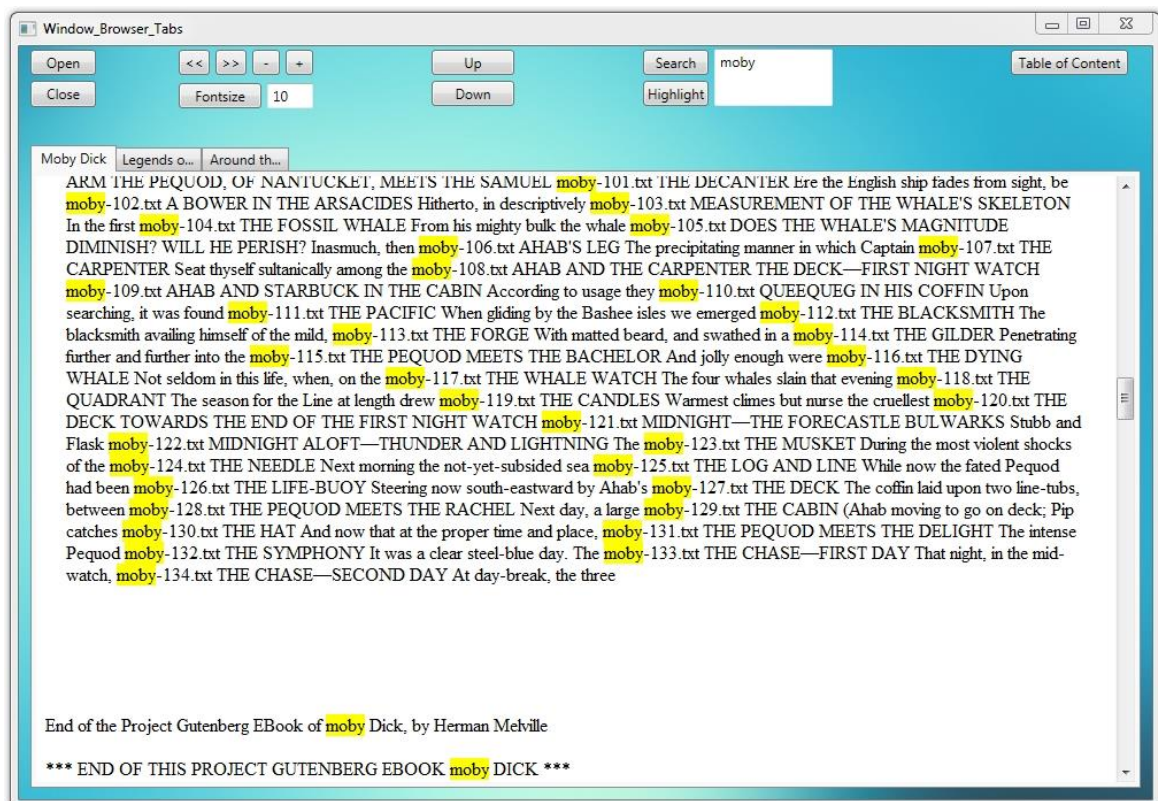 Window_Browser_Tabs
Open << >> - + Up Search moby Table of Content
Close Fontsize 10 Down Highlight
Moby Dick Legends o... Around th...
ARM THE PEQUOD, OF NANTUCKET, MEETS THE SAMUEL moby-101.txt THE DECANTER Ere the English ship fades from sight, be
moby-102.txt A BOWER IN THE ARSACIDES Hitherto, in descriptively moby-103.txt MEASUREMENT OF THE WHALE'S SKELETON
In the first moby-104.txt THE FOSSIL WHALE From his mighty bulk the whale moby-105.txt DOES THE WHALE'S MAGNITUDE
DIMINISH? WILL HE PERISH? Inasmuch, then moby-106.txt AHAB'S LEG The precipitating manner in which Captain moby-107.txt THE
CARPENTER Seat thyself sultanically among the moby-108.txt AHAB AND THE CARPENTER THE DECK—FIRST NIGHT WATCH
moby-109.txt AHAB AND STARBUCK IN THE CABIN According to usage they moby-110.txt QUEEQUEG IN HIS COFFIN Upon
searching, it was found moby-111.txt THE PACIFIC When gliding by the Bashee isles we emerged moby-112.txt THE BLACKSMITH The
blacksmith availing himself of the mild, moby-113.txt THE FORGE With matted beard, and swathed in a moby-114.txt THE GILDER Penetrating
further and further into the moby-115.txt THE PEQUOD MEETS THE BACHELOR And jolly enough were moby-116.txt THE DYING
WHALE Not seldom in this life, when, on the moby-117.txt THE WHALE WATCH The four whales slain that evening moby-118.txt THE
QUADRANT The season for the Line at length drew moby-119.txt THE CANDLES Warmest climes but nurse the cruellest moby-120.txt THE
DECK TOWARDS THE END OF THE FIRST NIGHT WATCH moby-121.txt MIDNIGHT—THE FORECASTLE BULWARKS Stubb and
Flask moby-122.txt MIDNIGHT ALOFT—THUNDER AND LIGHTNING The moby-123.txt THE MUSKET During the most violent shocks
of the moby-124.txt THE NEEDLE Next morning the not-yet-subsided sea moby-125.txt THE LOG AND LINE While now the fated Pequod
had been moby-126.txt THE LIFE-BUOY Steering now south-eastward by Ahab's moby-127.txt THE DECK The coffin laid upon two line-tubs,
between moby-128.txt THE PEQUOD MEETS THE RACHEL Next day, a large moby-129.txt THE CABIN (Ahab moving to go on deck; Pip
catches moby-130.txt THE HAT And now that at the proper time and place, moby-131.txt THE PEQUOD MEETS THE DELIGHT The intense
Pequod moby-132.txt THE SYMPHONY It was a clear steel-blue day. The moby-133.txt THE CHASE—FIRST DAY That night, in the mid-
watch, moby-134.txt THE CHASE—SECOND DAY At day-break, the three
End of the Project Gutenberg EBook of moby Dick, by Herman Melville
*** END OF THIS PROJECT GUTENBERG EBOOK moby DICK ***